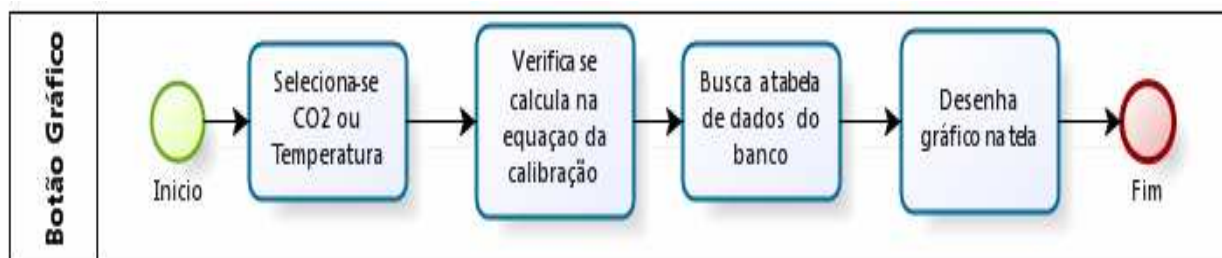 Botão Gráfico
Inicio
Seleciona-se
CO2 ou
Temperatura
Verifica se
calcula na
equaçao da
calibração
Busca a tabela
de dados do
banco
Desenha
gráfico na tela
Fim